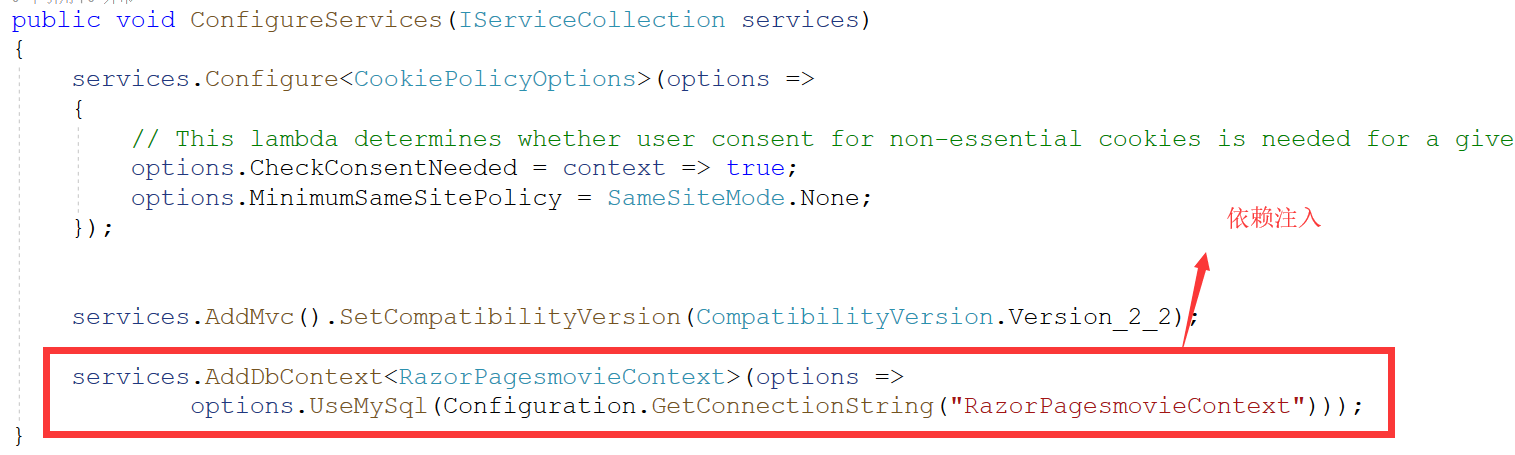 public void ConfigureServices(IServiceCollection services)
{
services.Configure<CookiePolicyOptions>(options =>
{
// This lambda determines whether user consent for non-essential cookies is needed for a give
options.CheckConsentNeeded = context => true;
options.MinimumSameSitePolicy = SameSiteMode.None;
});
依赖注入
services.AddMvc().SetCompatibilityVersion(CompatibilityVersion.Version_2_2);
services.AddDbContext<RazorPagesmovieContext>(options =>
options.UseMySql(Configuration.GetConnectionString("RazorPagesmovieContext")));
}